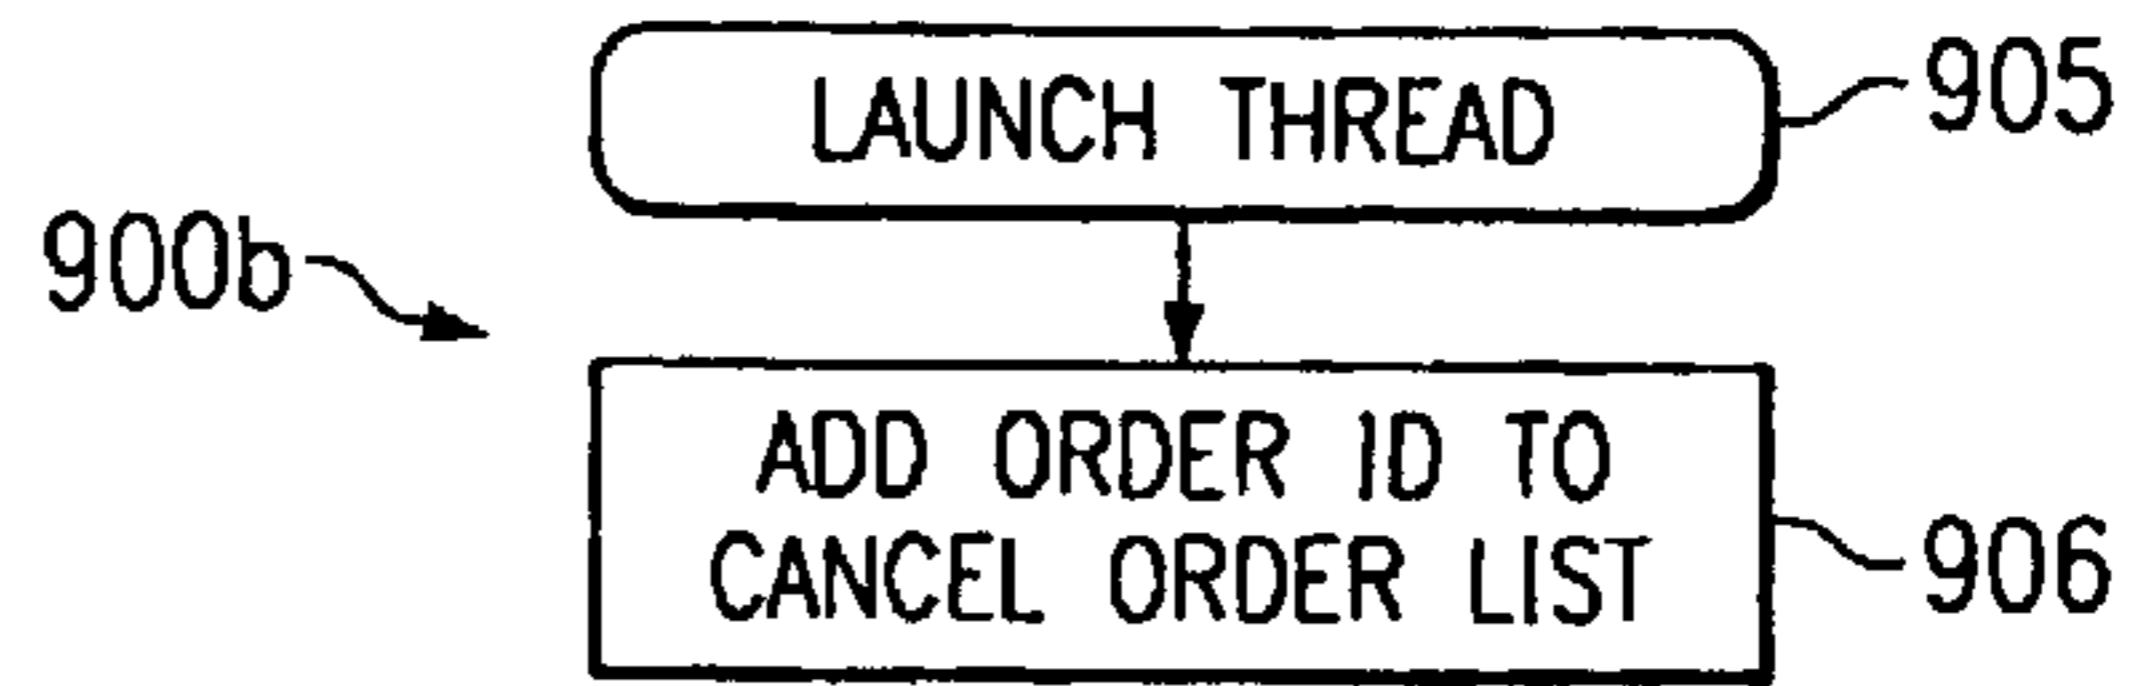 LAUNCH THREAD
905
900b
ADD ORDER ID TO
CANCEL ORDER LIST
906